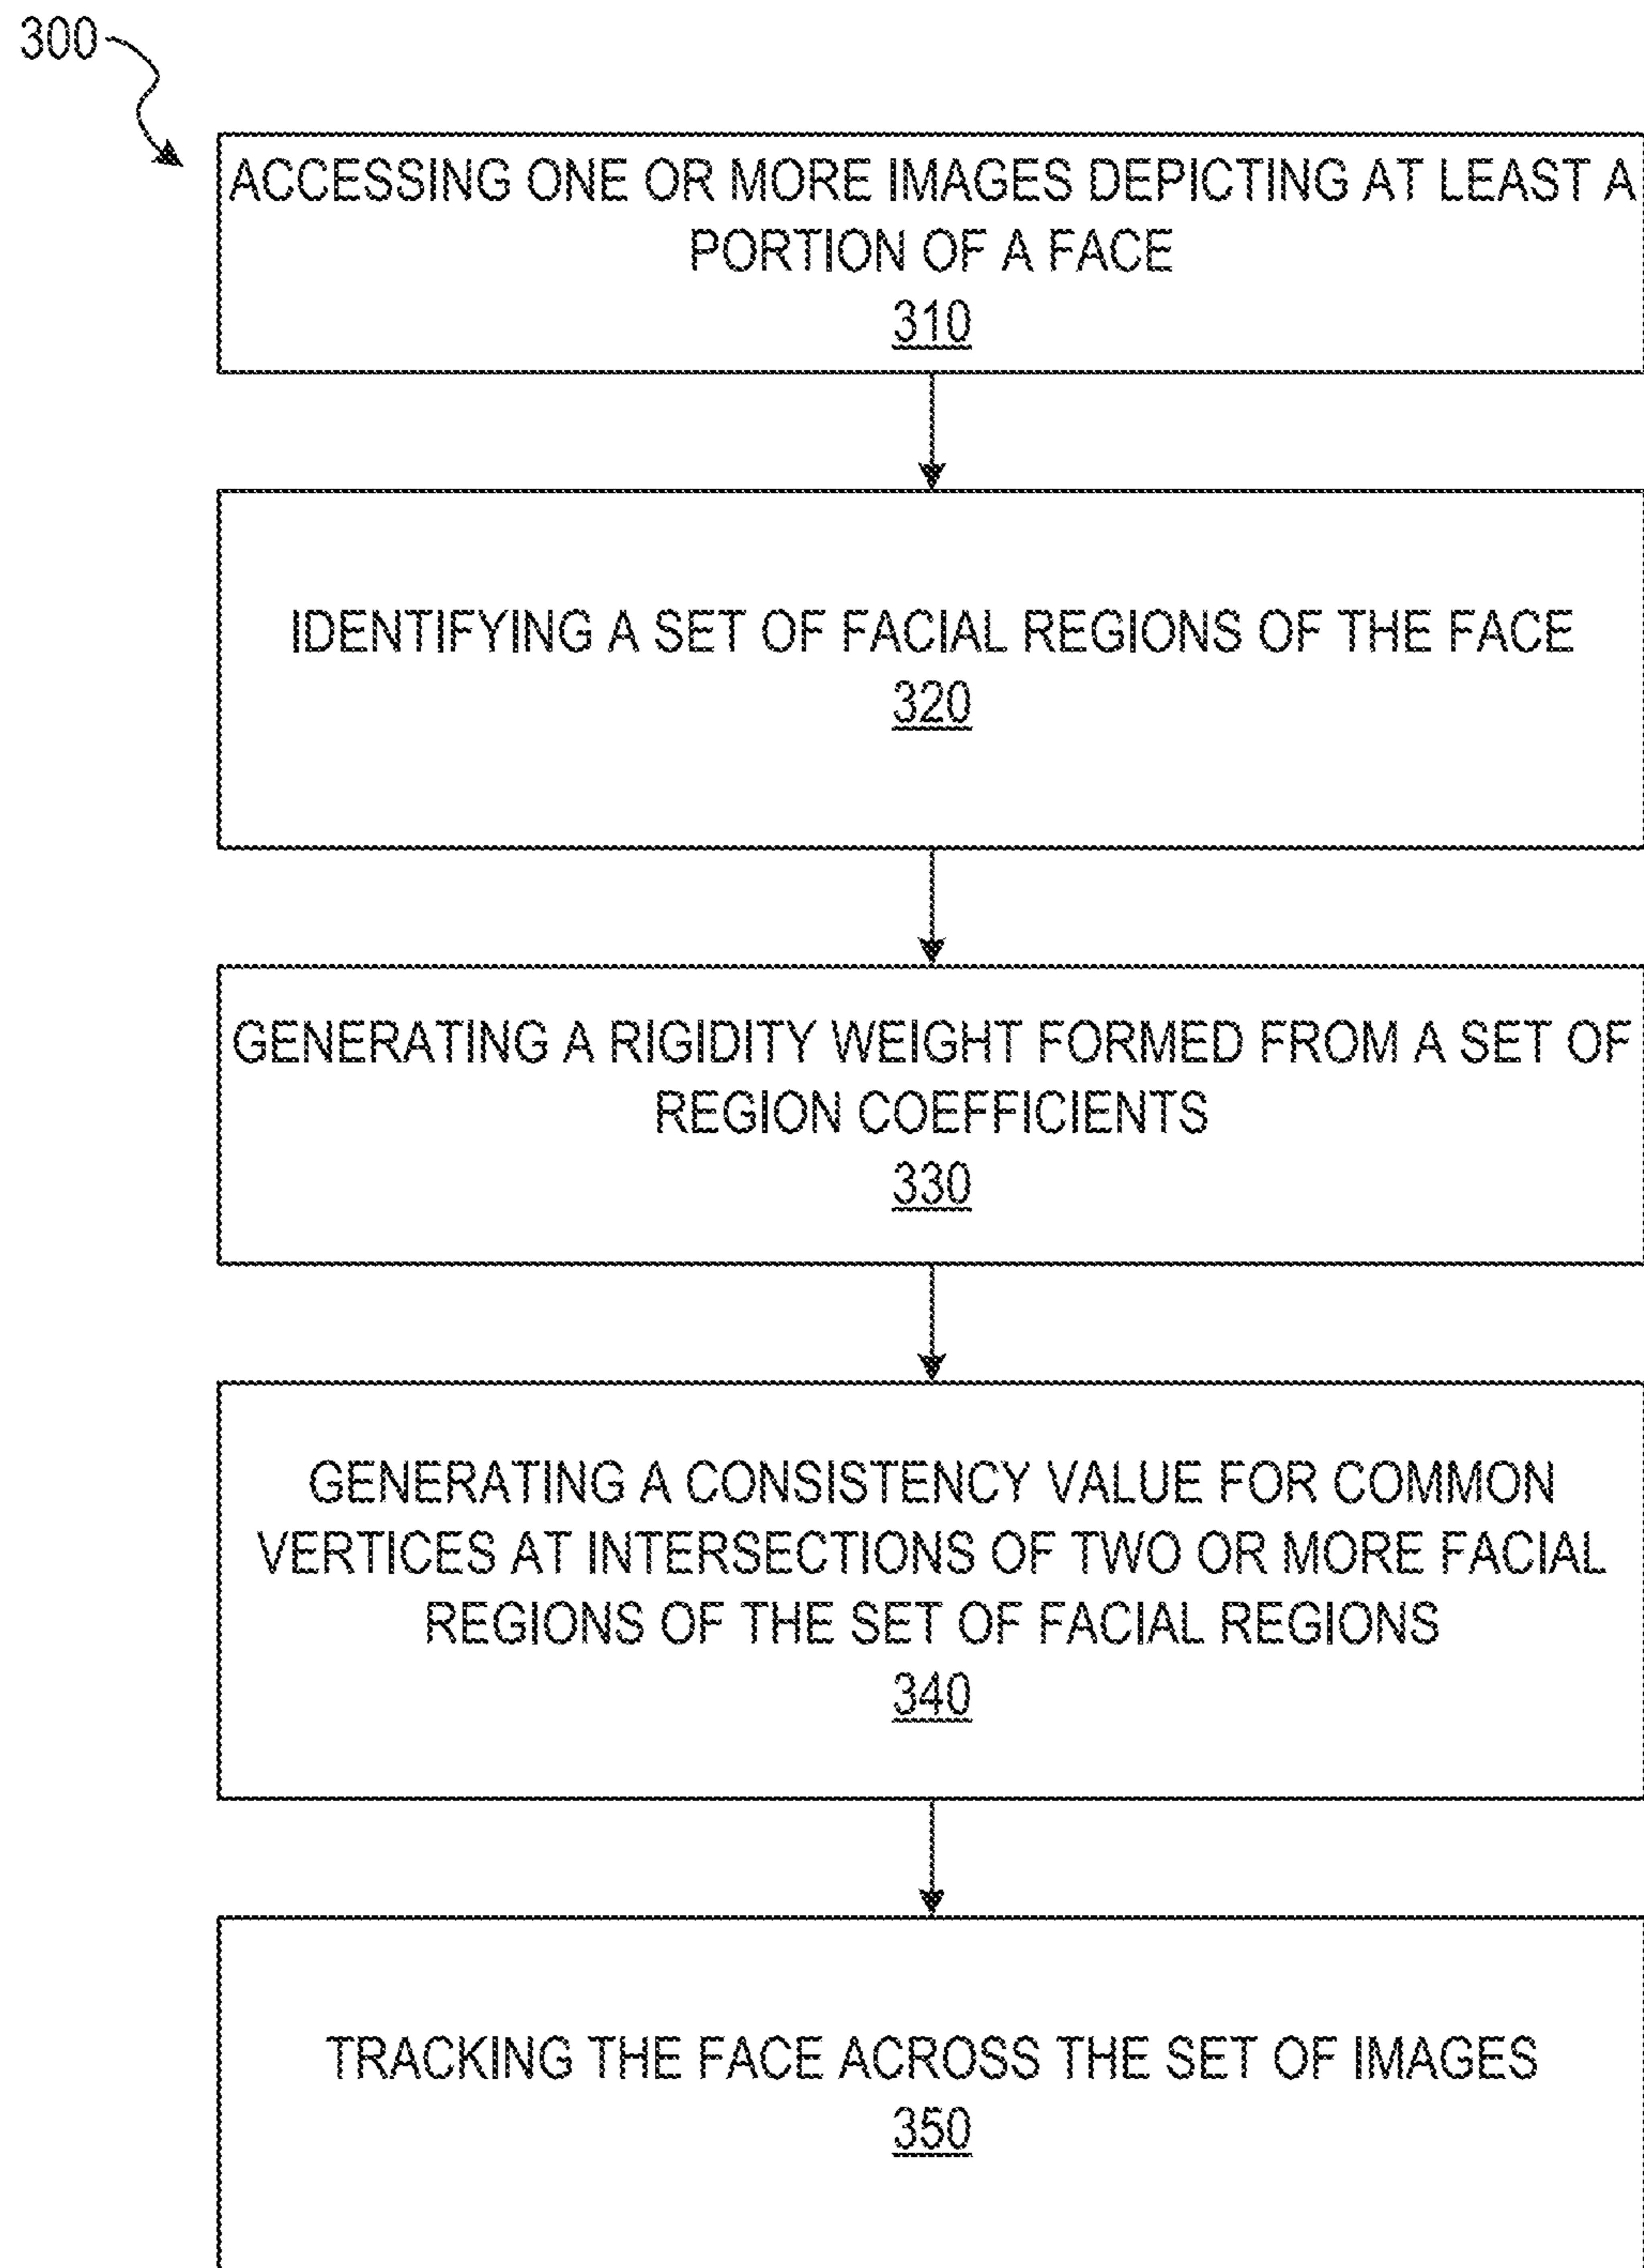 300
ACCESSING ONE OR MORE IMAGES DEPICTING AT LEAST A
PORTION OF A FACE
310
IDENTIFYING A SET OF FACIAL REGIONS OF THE FACE
320
GENERATING A RIGIDITY WEIGHT FORMED FROM A SET OF
REGION COEFFICIENTS
330
GENERATING A CONSISTENCY VALUE FOR COMMON
VERTICES AT INTERSECTIONS OF TWO OR MORE FACIAL
REGIONS OF THE SET OF FACIAL REGIONS
340
TRACKING THE FACE ACROSS THE SET OF IMAGES
350